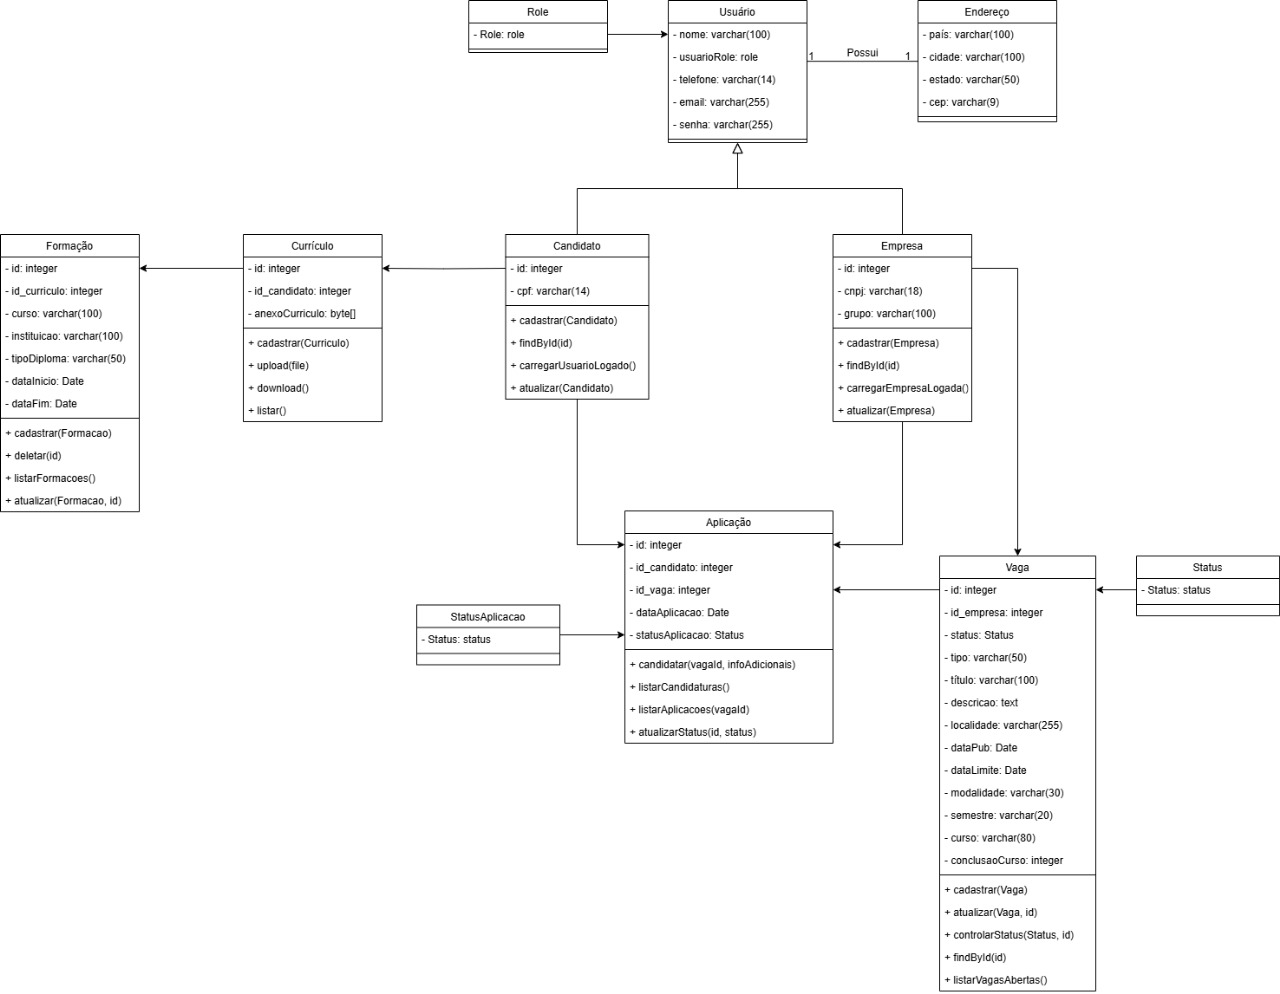 Role
- Role: role
Usuário
- nome: varchar(100)
- usuarioRole: role
- telefone: varchar(14)
- email: varchar(255)
- senha: varchar(255)
1
Possui
1
Endereço
- país: varchar(100)
- cidade: varchar(100)
- estado: varchar(50)
- cep: varchar(9)
Formação
- id: integer
- id_curriculo: integer
- curso: varchar(100)
- instituicao: varchar(100)
- tipoDiploma: varchar(50)
- dataInicio: Date
- dataFim: Date
+ cadastrar(Formacao)
+ deletar(id)
+ listarFormacoes()
+ atualizar(Formacao, id)
Currículo
- id: integer
- id_candidato: integer
- anexoCurriculo: byte[]
+ cadastrar(Curriculo)
+ upload(file)
+ download()
+ listar()
Candidato
- id: integer
- cpf: varchar(14)
+ cadastrar(Candidato)
+ findById(id)
+ carregarUsuarioLogado()
+ atualizar(Candidato)
Empresa
- id: integer
- cnpj: varchar(18)
- grupo: varchar(100)
+ cadastrar(Empresa)
+ findById(id)
+ carregarEmpresaLogada()
+ atualizar(Empresa)
StatusAplicacao
- Status: status
Aplicação
- id: integer
- id_candidato: integer
- id_vaga: integer
- dataAplicacao: Date
- statusAplicacao: Status
+ candidatar(vagaId, infoAdicionais)
+ listarCandidaturas()
+ listarAplicacoes(vagaId)
+ atualizarStatus(id, status)
Vaga
- id: integer
- id_empresa: integer
- status: Status
- tipo: varchar(50)
- título: varchar(100)
- descricao: text
- localidade: varchar(255)
- dataPub: Date
- dataLimite: Date
- modalidade: varchar(30)
- semestre: varchar(20)
- curso: varchar(80)
- conclusaoCurso: integer
+ cadastrar(Vaga)
+ atualizar(Vaga, id)
+ controlarStatus(Status, id)
+ findById(id)
+ listarVagasAbertas()
Status
- Status: status